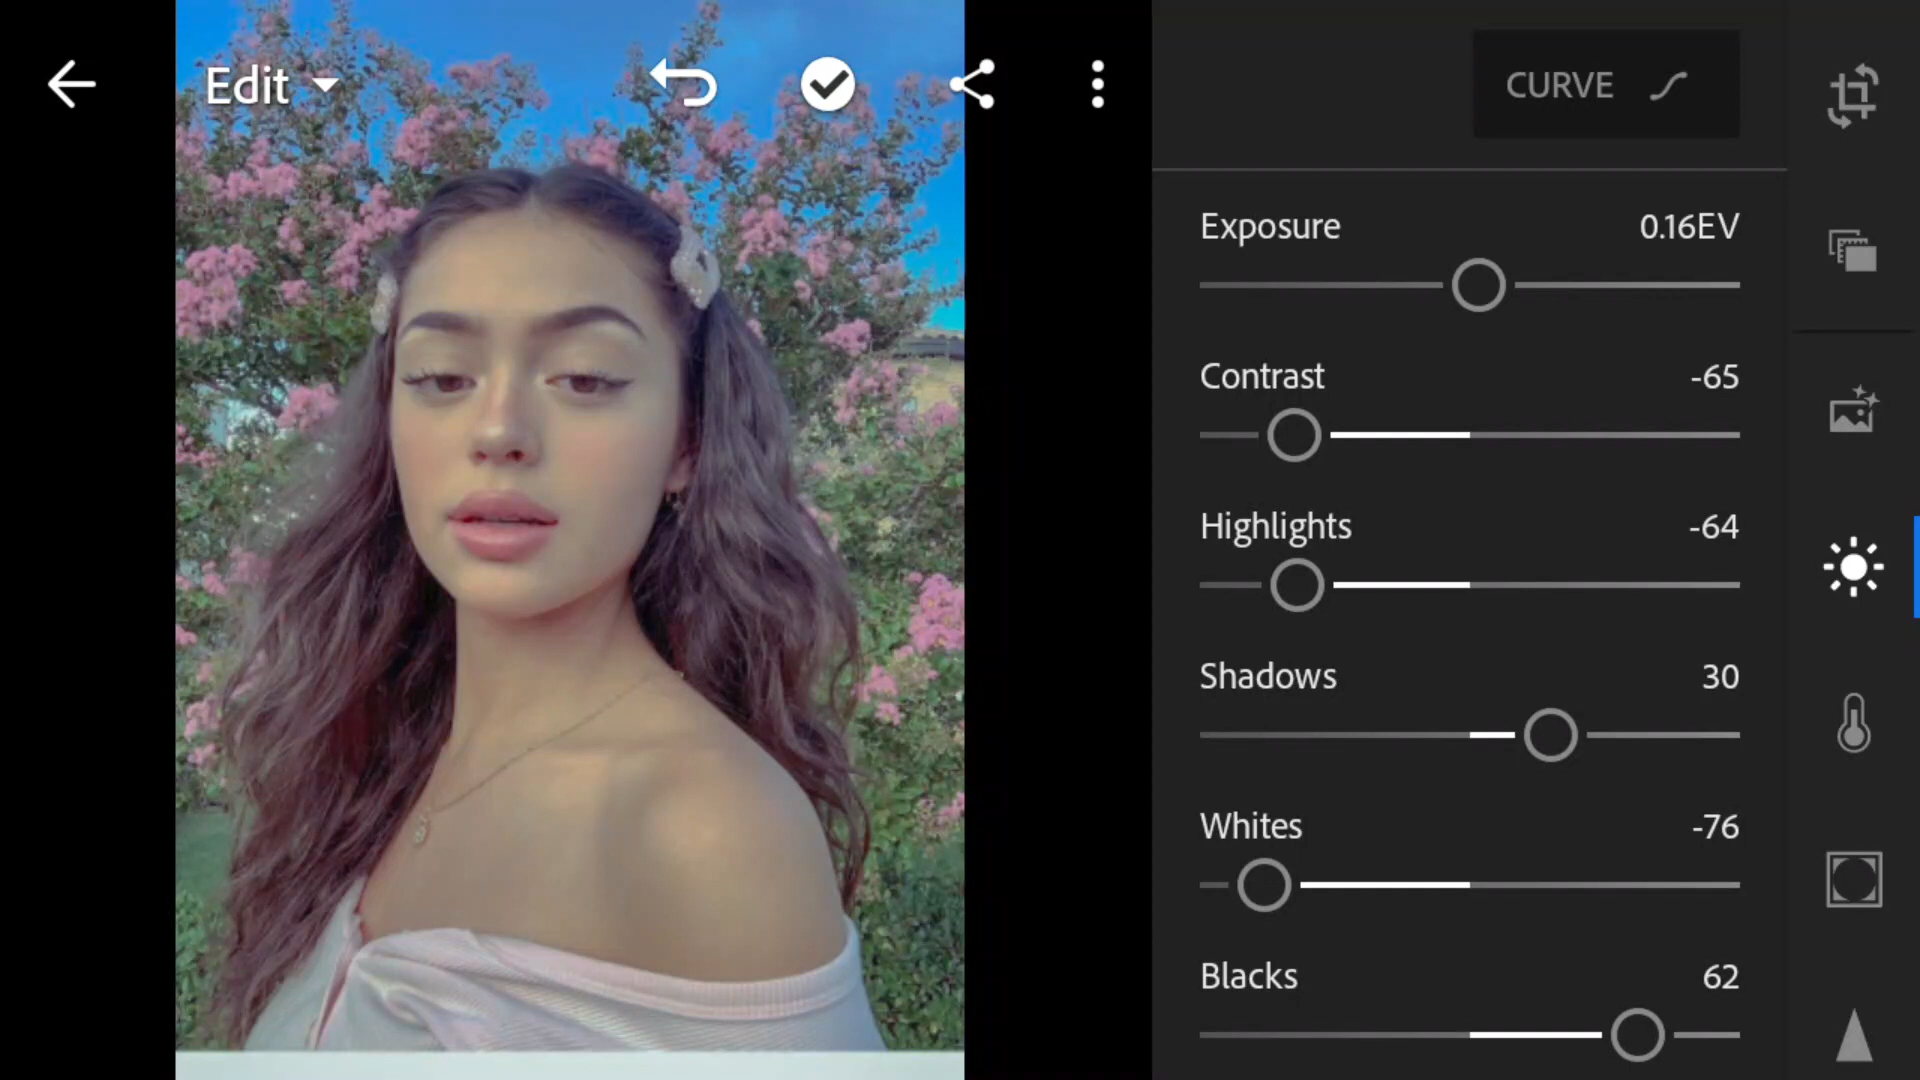 Edit
CURVE
Exposure 0.16EV
Contrast -65
Highlights -64
Shadows 30
Whites -76
Blacks 62